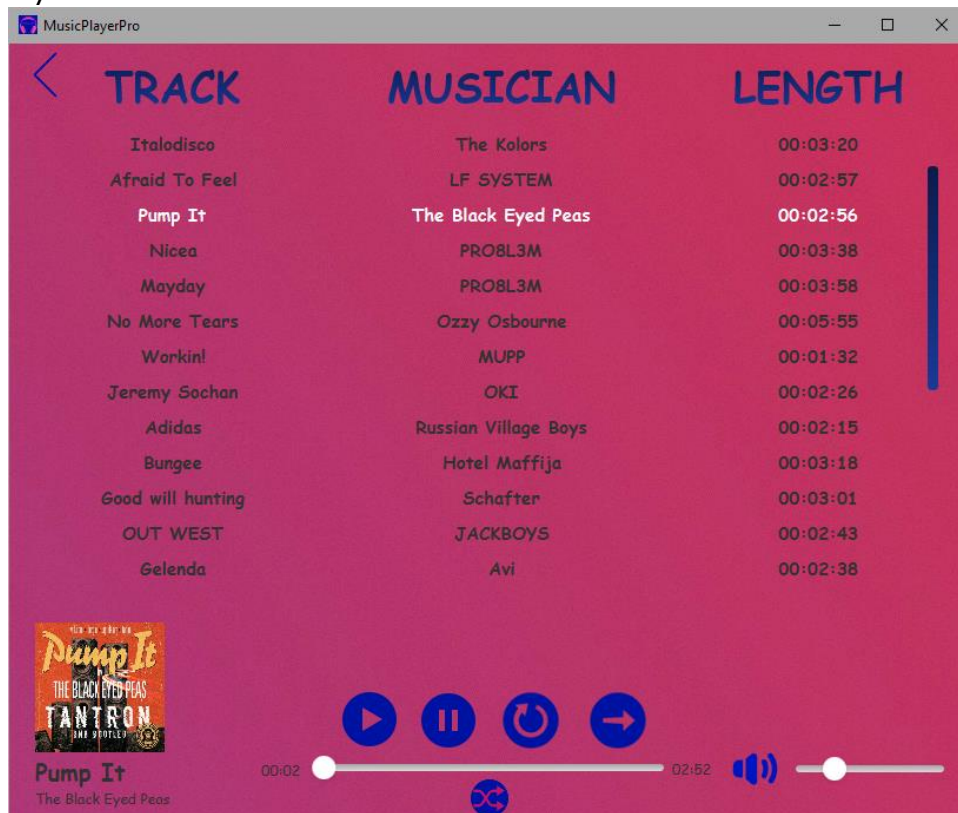 MusicPlayerPro
TRACK MUSICIAN LENGTH
Italodisco The Kolors 00:03:20
Afraid To Feel LF SYSTEM 00:02:57
Pump It The Black Eyed Peas 00:02:56
Nicea PRO8L3M 00:03:38
Mayday PRO8L3M 00:03:58
No More Tears Ozzy Osbourne 00:05:55
Workin! MUPP 00:01:32
Jeremy Sochan OKI 00:02:26
Adidas Russian Village Boys 00:02:15
Bungee Hotel Maffija 00:03:18
Good will hunting Schafter 00:03:01
OUT WEST JACKBOYS 00:02:43
Gelenda Avi 00:02:38
Pump It
THE BLACK EYED PEAS
TANTRON
Pump It
The Black Eyed Peas
00:02 02:52